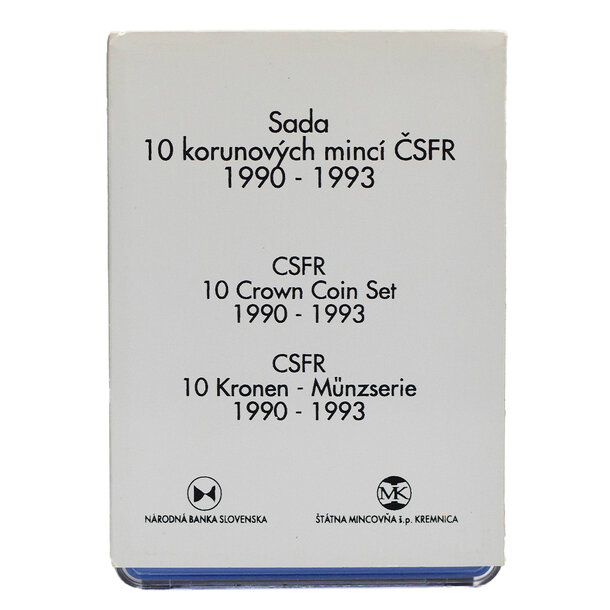 Sada
10 korunových mincí ČSFR
1990 - 1993
CSFR
10 Crown Coin Set
1990 - 1993
CSFR
10 Kronen - Münzserie
1990 - 1993
MK
NÁRODNÁ BANKA SLOVENSKA
ŠTÁTNA MINCOVŇA š.p. KREMNICA